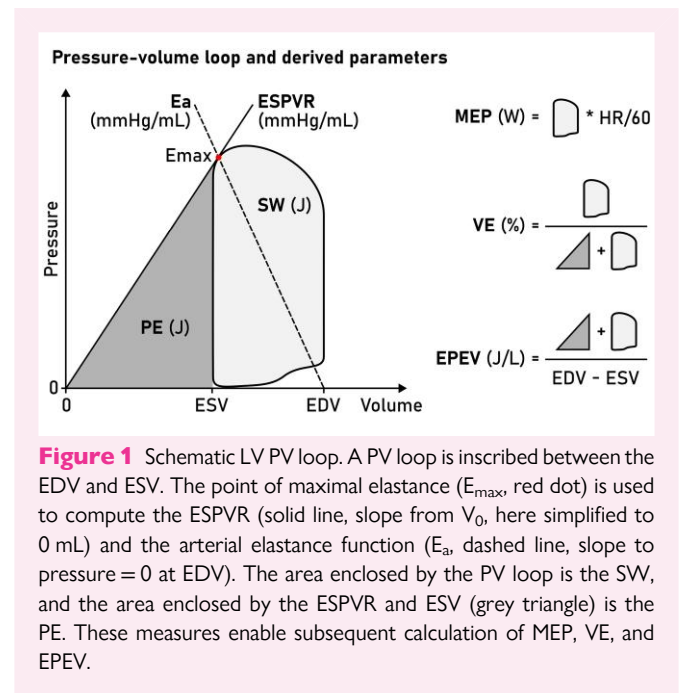 Pressure-volume loop and derived parameters
Ea
(mmHg/mL)
ESPVR
(mmHg/mL)
Emax
SW (J)
PE (J)
Pressure
0
0
ESV
EDV
Volume
MEP (W) =
* HR/60
VE (%) =
+
EPEV (J/L) =
+
EDV - ESV
Figure 1 Schematic LV PV loop. A PV loop is inscribed between the
EDV and ESV. The point of maximal elastance (Emax, red dot) is used
to compute the ESPVR (solid line, slope from V0, here simplified to
0 mL) and the arterial elastance function (Ea, dashed line, slope to
pressure = 0 at EDV). The area enclosed by the PV loop is the SW,
and the area enclosed by the ESPVR and ESV (grey triangle) is the
PE. These measures enable subsequent calculation of MEP, VE, and
EPEV.